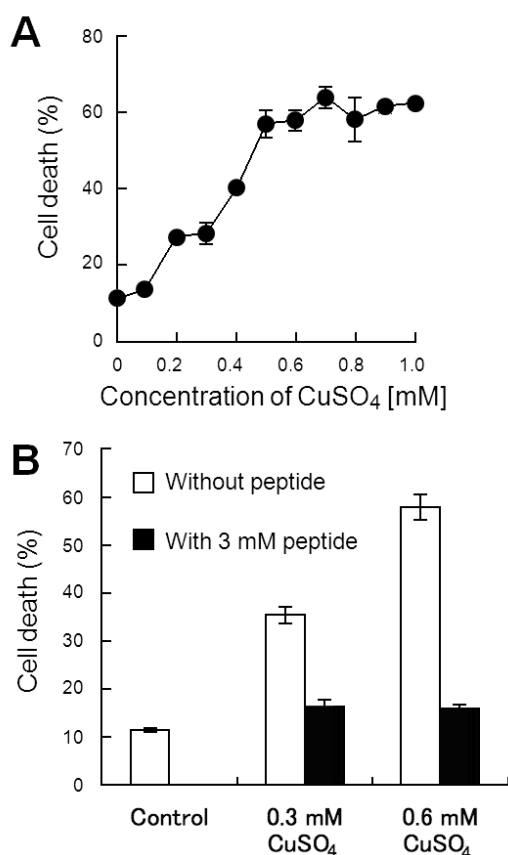 A
80
60
40
20
0
Cell death (%)
0 0.2 0.4 0.6 0.8 1.0
Concentration of CuSO₄ [mM]
B
70
60
50
40
30
20
10
0
Cell death (%)
Without peptide
With 3 mM peptide
Control 0.3 mM 0.6 mM
CuSO₄ CuSO₄